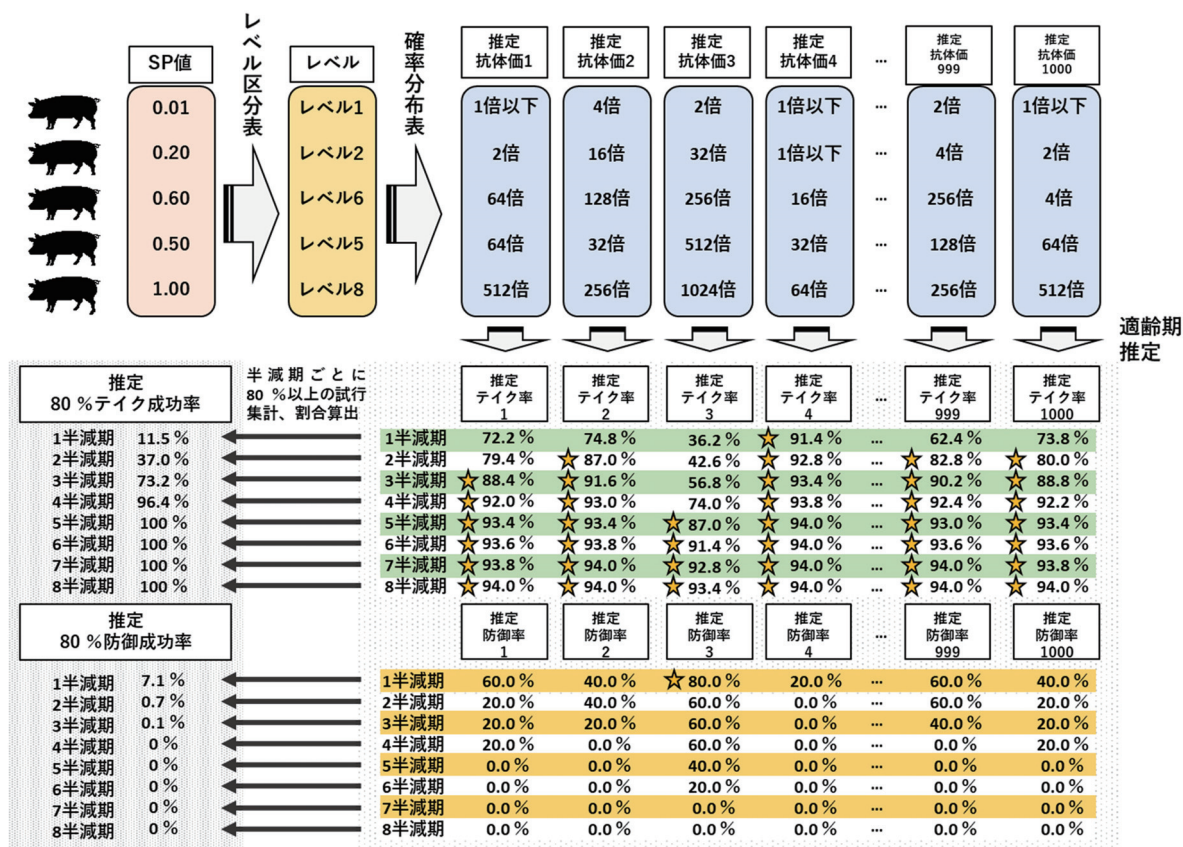 SP値
レベル区分表
レベル
確率分布表
推定
抗体価1
推定
抗体価2
推定
抗体価3
推定
抗体価4
...
推定
抗体価
999
推定
抗体価
1000
0.01 レベル1 1倍以下 4倍 2倍 1倍以下 ... 2倍 1倍以下
0.20 レベル2 2倍 16倍 32倍 1倍以下 ... 4倍 2倍
0.60 レベル6 64倍 128倍 256倍 16倍 ... 256倍 4倍
0.50 レベル5 64倍 32倍 512倍 32倍 ... 128倍 64倍
1.00 レベル8 512倍 256倍 1024倍 64倍 ... 256倍 512倍
適齢期
推定
推定
80 %テイク成功率
半減期ごとに
80 %以上の試行
集計、割合算出
推定
テイク率
1
推定
テイク率
2
推定
テイク率
3
推定
テイク率
4
...
推定
テイク率
999
推定
テイク率
1000
1半減期 11.5 % 1半減期 72.2 % 74.8 % 36.2 % 91.4 % ... 62.4 % 73.8 %
2半減期 37.0 % 2半減期 79.4 % 87.0 % 42.6 % 92.8 % ... 82.8 % 80.0 %
3半減期 73.2 % 3半減期 88.4 % 91.6 % 56.8 % 93.4 % ... 90.2 % 88.8 %
4半減期 96.4 % 4半減期 92.0 % 93.0 % 74.0 % 93.8 % ... 92.4 % 92.2 %
5半減期 100 % 5半減期 93.4 % 93.4 % 87.0 % 94.0 % ... 93.0 % 93.4 %
6半減期 100 % 6半減期 93.6 % 93.8 % 91.4 % 94.0 % ... 93.6 % 93.6 %
7半減期 100 % 7半減期 93.8 % 94.0 % 92.8 % 94.0 % ... 94.0 % 93.8 %
8半減期 100 % 8半減期 94.0 % 94.0 % 93.4 % 94.0 % ... 94.0 % 94.0 %
推定
80 %防御成功率
推定
防御率
1
推定
防御率
2
推定
防御率
3
推定
防御率
4
...
推定
防御率
999
推定
防御率
1000
1半減期 7.1 % 1半減期 60.0 % 40.0 % 80.0 % 20.0 % ... 60.0 % 40.0 %
2半減期 0.7 % 2半減期 20.0 % 40.0 % 60.0 % 0.0 % ... 60.0 % 20.0 %
3半減期 0.1 % 3半減期 20.0 % 20.0 % 60.0 % 0.0 % ... 40.0 % 20.0 %
4半減期 0 % 4半減期 20.0 % 0.0 % 60.0 % 0.0 % ... 0.0 % 20.0 %
5半減期 0 % 5半減期 0.0 % 0.0 % 40.0 % 0.0 % ... 0.0 % 0.0 %
6半減期 0 % 6半減期 0.0 % 0.0 % 20.0 % 0.0 % ... 0.0 % 0.0 %
7半減期 0 % 7半減期 0.0 % 0.0 % 0.0 % 0.0 % ... 0.0 % 0.0 %
8半減期 0 % 8半減期 0.0 % 0.0 % 0.0 % 0.0 % ... 0.0 % 0.0 %